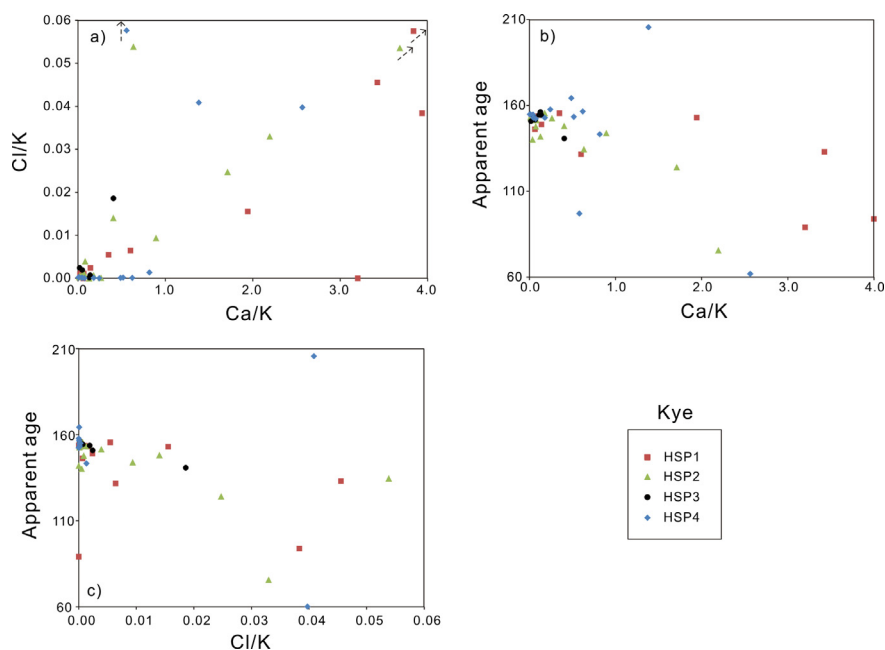 a)
0.06
0.05
0.04
0.03
0.02
0.01
0.00
Cl/K
0.0
1.0
2.0
3.0
4.0
Ca/K
b)
210
160
110
60
Apparent age
0.0
1.0
2.0
3.0
4.0
Ca/K
210
160
110
60
Apparent age
c)
0.00
0.01
0.02
0.03
0.04
0.05
0.06
Cl/K
Kye
HSP1
HSP2
HSP3
HSP4